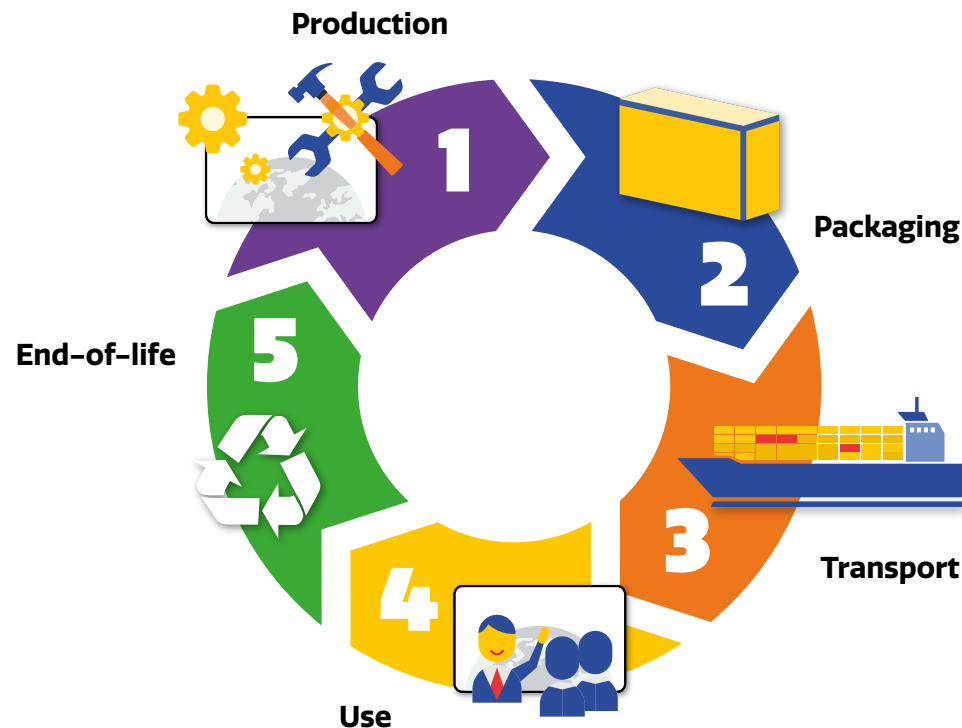 Production
1
2
Packaging
3
Transport
4
Use
5
End-of-life